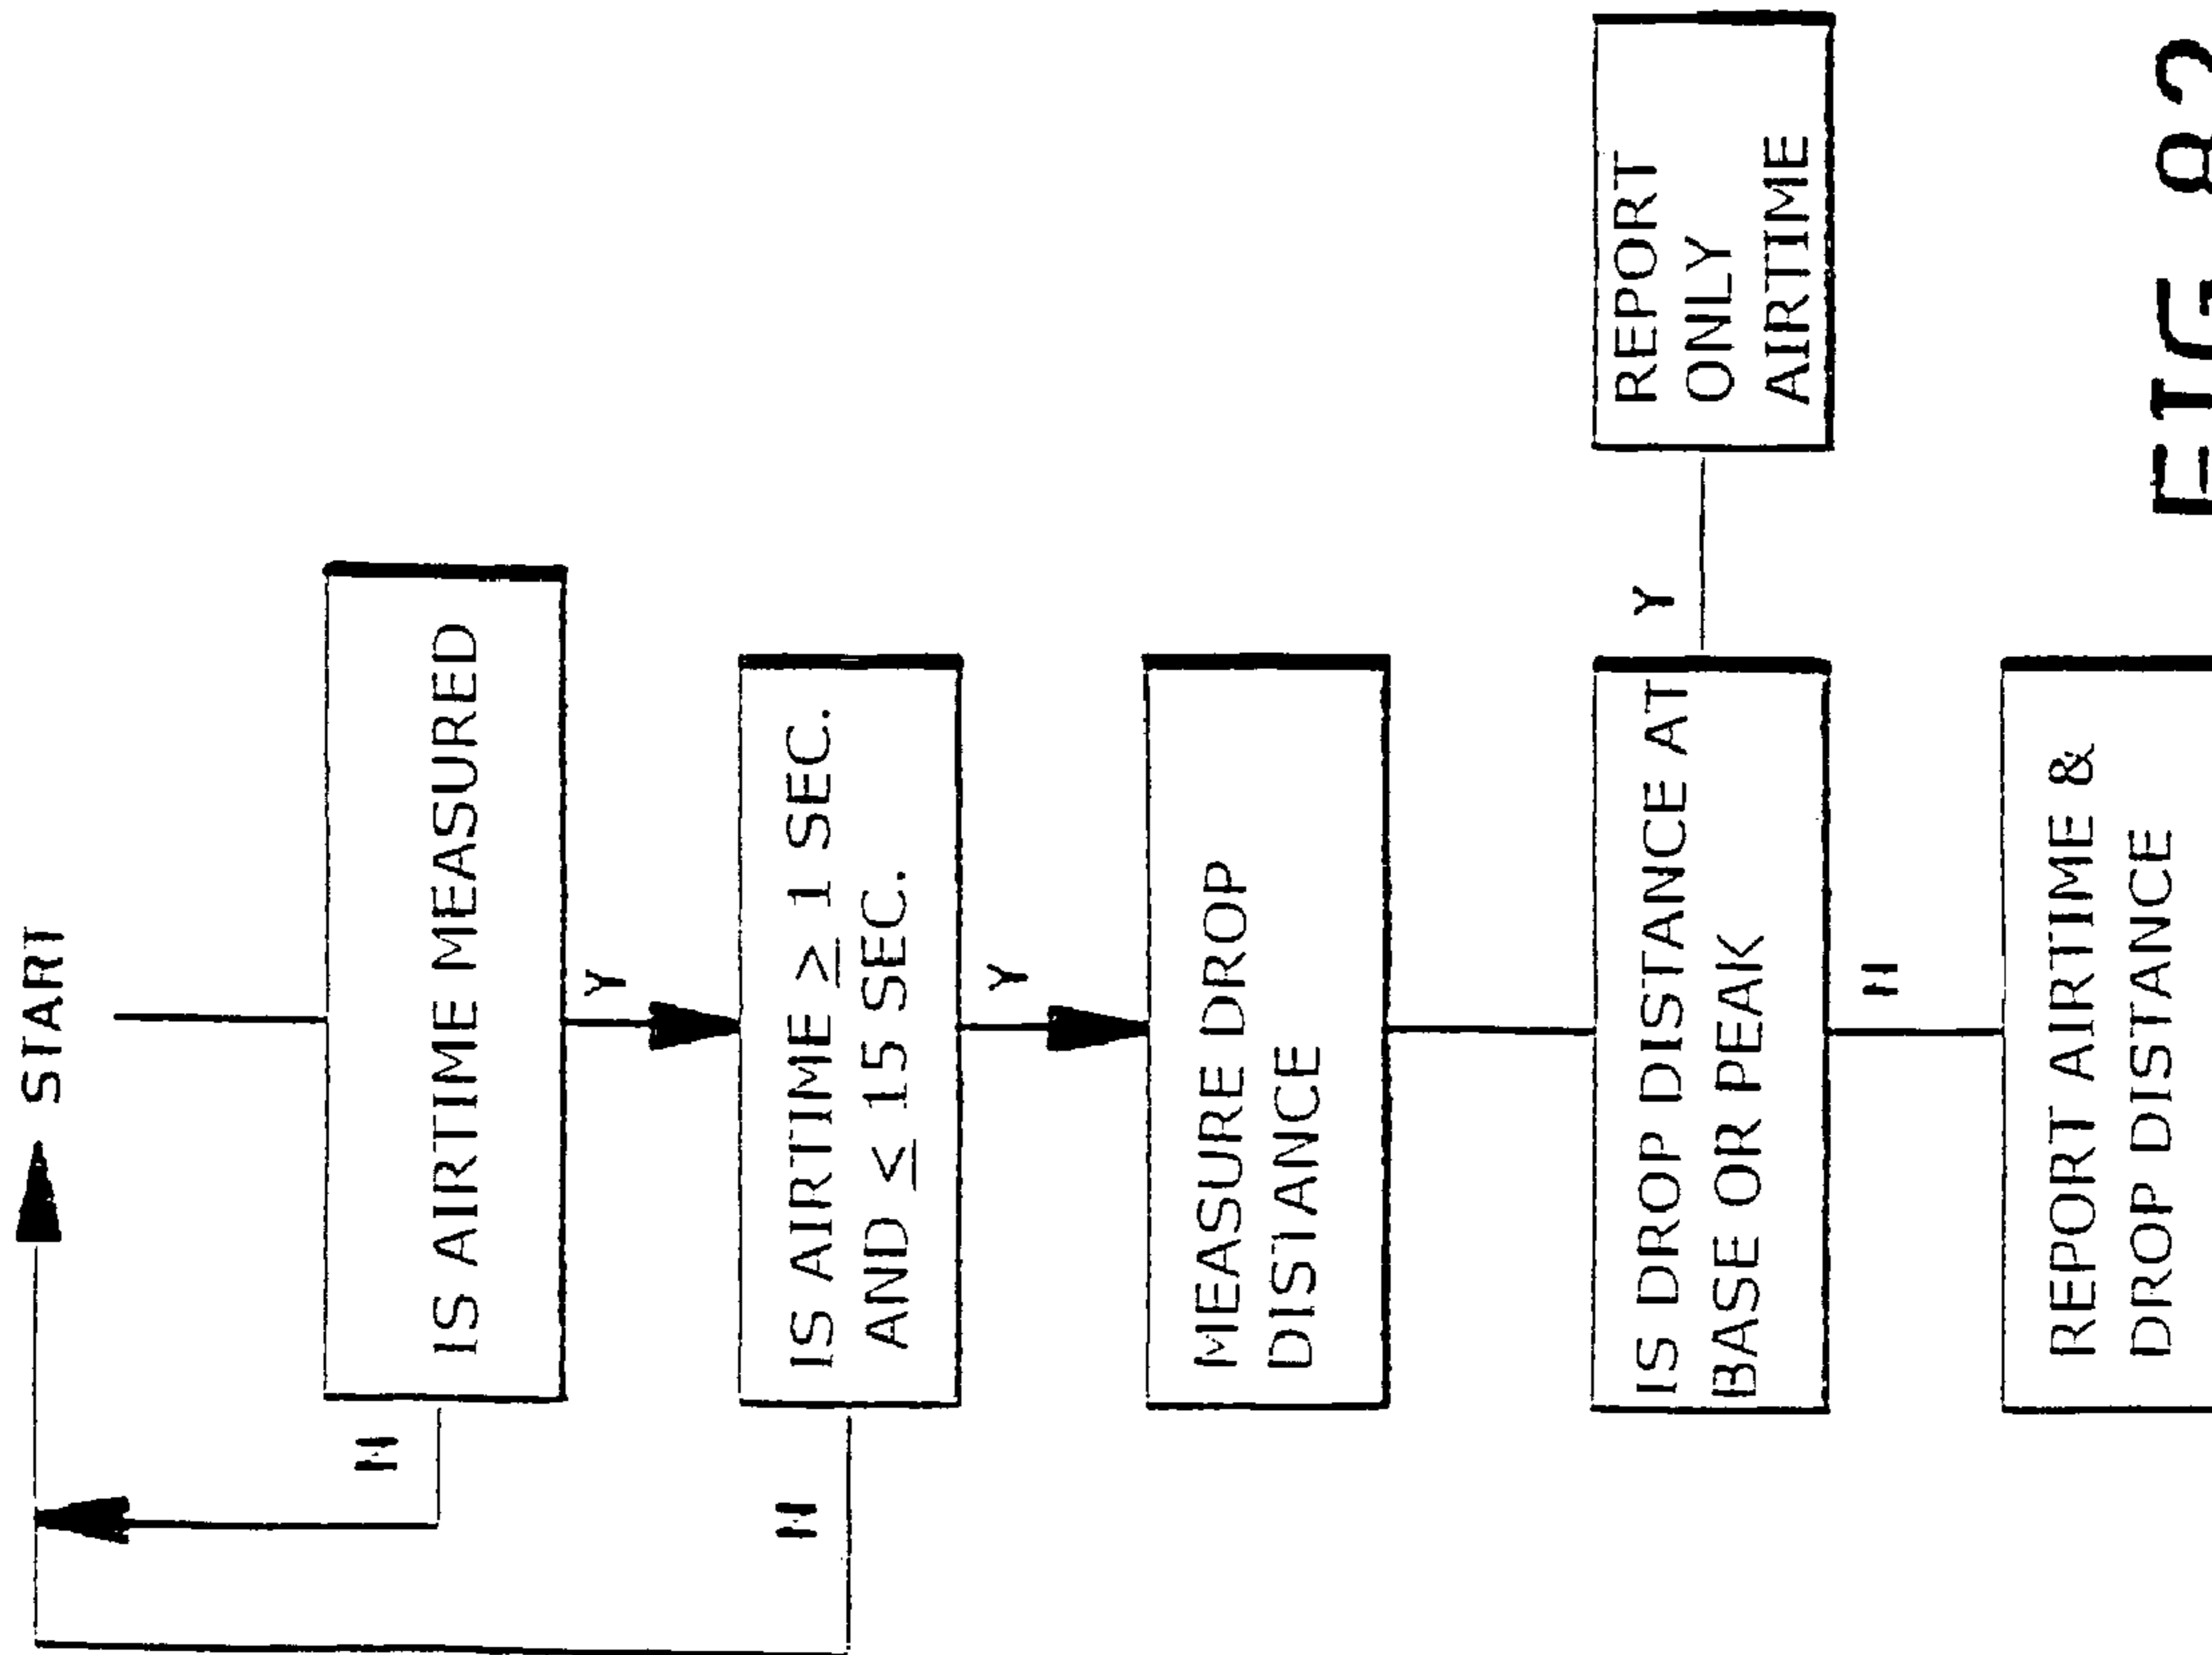 START
IS AIRTIME MEASURED
N
Y
IS AIRTIME ≥ 1 SEC.
AND ≤ 15 SEC.
N
Y
MEASURE DROP
DISTANCE
IS DROP DISTANCE AT
BASE OR PEAK
Y
REPORT
ONLY
AIRTIME
N
REPORT AIRTIME &
DROP DISTANCE
FIG